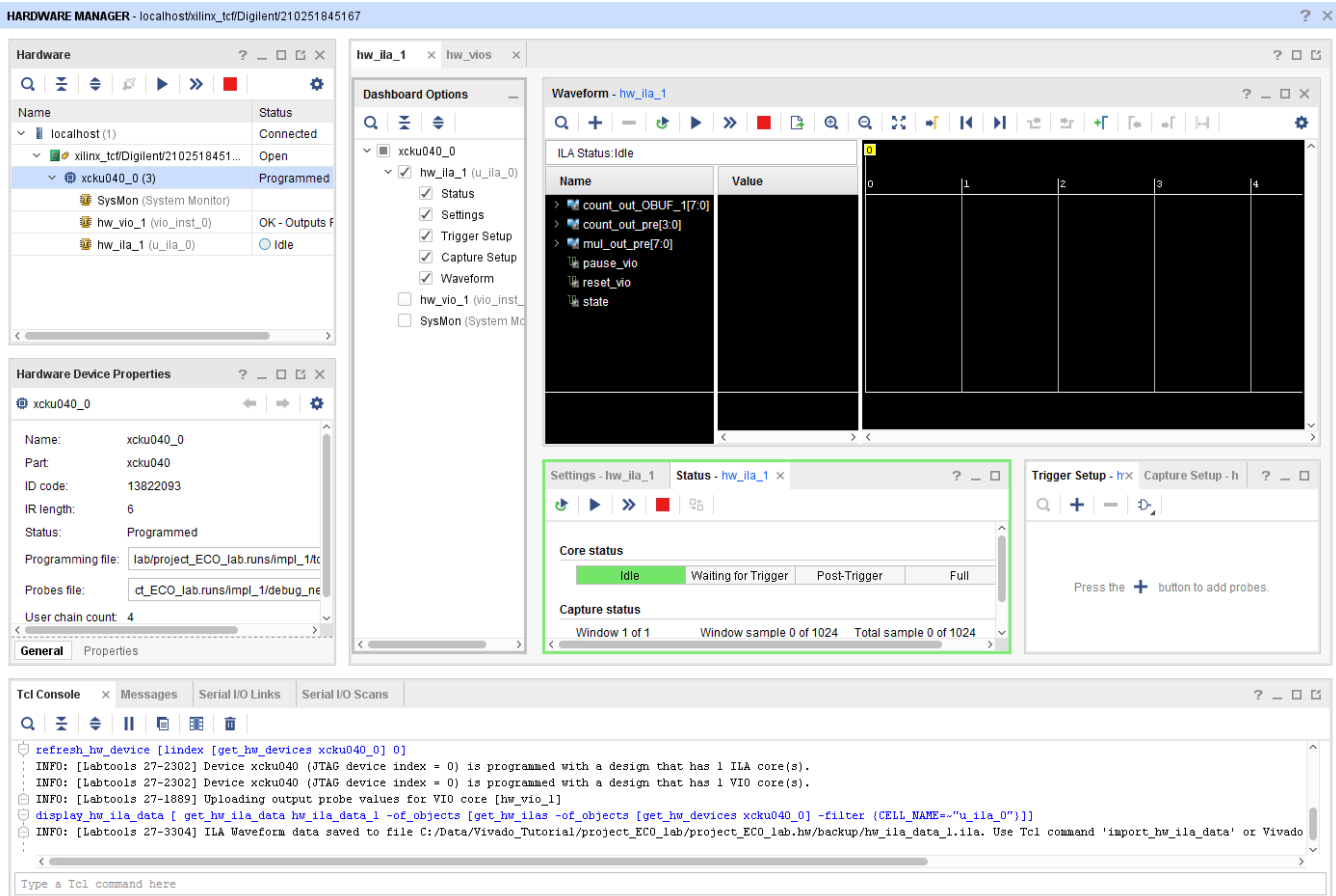 HARDWARE MANAGER - localhost/xilinx_tcf/Digilent/210251845167
Hardware
Name Status
localhost (1) Connected
xilinx_tcf/Digilent/2102518451... Open
xcku040_0 (3) Programmed
SysMon (System Monitor)
hw_vio_1 (vio_inst_0) OK - Outputs F
hw_ila_1 (u_ila_0) Idle
Hardware Device Properties
xcku040_0
Name: xcku040_0
Part: xcku040
ID code: 13822093
IR length: 6
Status: Programmed
Programming file: lab/project_ECO_lab.runs/impl_1/to
Probes file: ct_ECO_lab.runs/impl_1/debug_ne
User chain count: 4
General Properties
hw_ila_1 hw_vios
Dashboard Options
xcku040_0
hw_ila_1 (u_ila_0)
Status
Settings
Trigger Setup
Capture Setup
Waveform
hw_vio_1 (vio_inst_
SysMon (System Mo
Waveform - hw_ila_1
ILA Status:Idle
Name Value
count_out_OBUF_1[7:0]
count_out_pre[3:0]
mul_out_pre[7:0]
pause_vio
reset_vio
state
0
0 1 2 3 4
Settings - hw_ila_1 Status - hw_ila_1
Core status
Idle Waiting for Trigger Post-Trigger Full
Capture status
Window 1 of 1 Window sample 0 of 1024 Total sample 0 of 1024
Trigger Setup - h Capture Setup - h
Press the + button to add probes.
Tcl Console Messages Serial I/O Links Serial I/O Scans
refresh_hw_device [lindex [get_hw_devices xcku040_0] 0]
INFO: [Labtools 27-2302] Device xcku040 (JTAG device index = 0) is programmed with a design that has 1 ILA core(s).
INFO: [Labtools 27-2302] Device xcku040 (JTAG device index = 0) is programmed with a design that has 1 VIO core(s).
INFO: [Labtools 27-1889] Uploading output probe values for VIO core [hw_vio_1]
display_hw_ila_data [ get_hw_ila_data hw_ila_data_1 -of_objects [get_hw_ilas -of_objects [get_hw_devices xcku040_0] -filter {CELL_NAME=~"u_ila_0"}]]
INFO: [Labtools 27-3304] ILA Waveform data saved to file C:/Data/Vivado_Tutorial/project_ECO_lab/project_ECO_lab.hw/backup/hw_ila_data_1.ila. Use Tcl command 'import_hw_ila_data' or Vivado
Type a Tcl command here